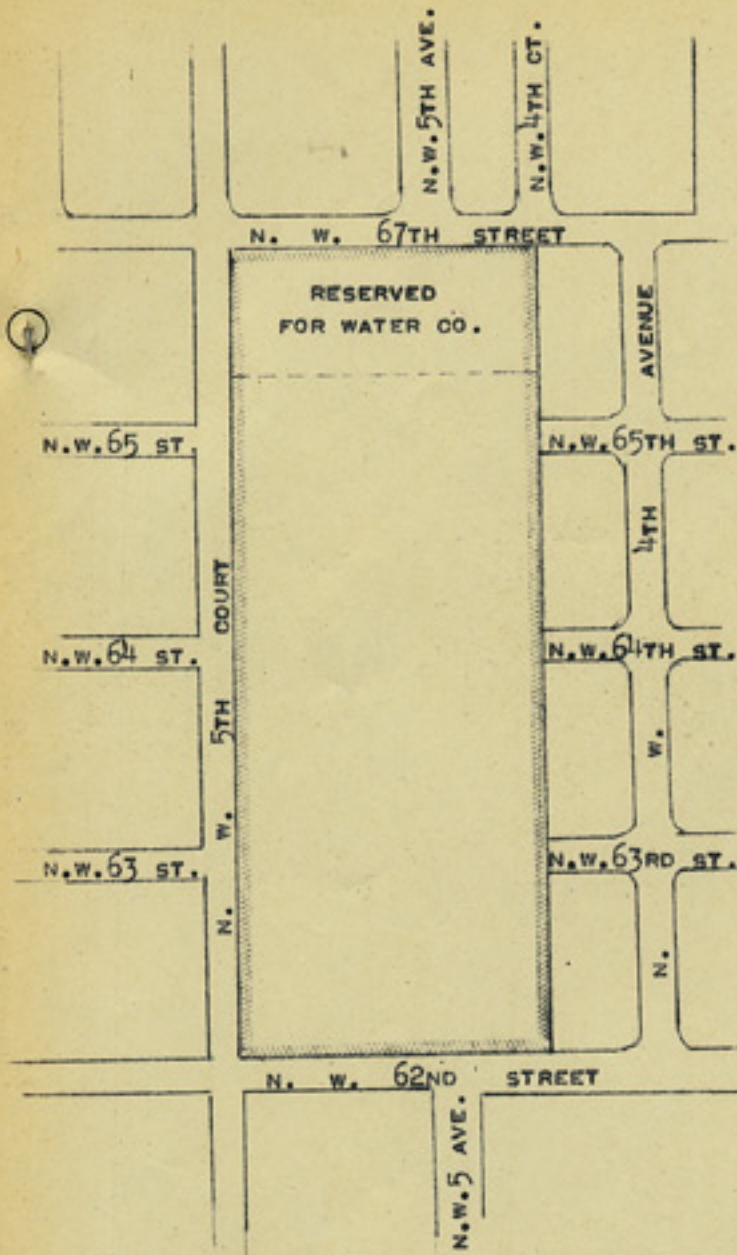 N.W. 5TH AVE.
N.W. 4TH CT.
N. W. 67TH STREET
RESERVED
FOR WATER CO.
N. W. 4TH AVENUE
N.W. 65 ST.
N.W. 65TH ST.
N. W. 5TH COURT
N.W. 64 ST.
N.W. 64TH ST.
N.W. 63 ST.
N.W. 63RD ST.
N. W. 62ND STREET
N.W. 5 AVE.